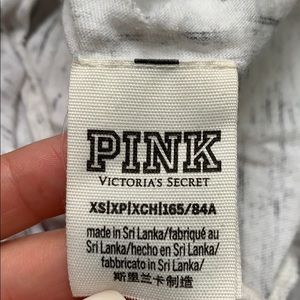 PINK
VICTORIA'S SECRET
XS|XP|XCH|165/84A
made in Sri Lanka/fabriqué au
Sri Lanka/hecho en Sri Lanka/
fabbricato in Sri Lanka/
斯里兰卡制造